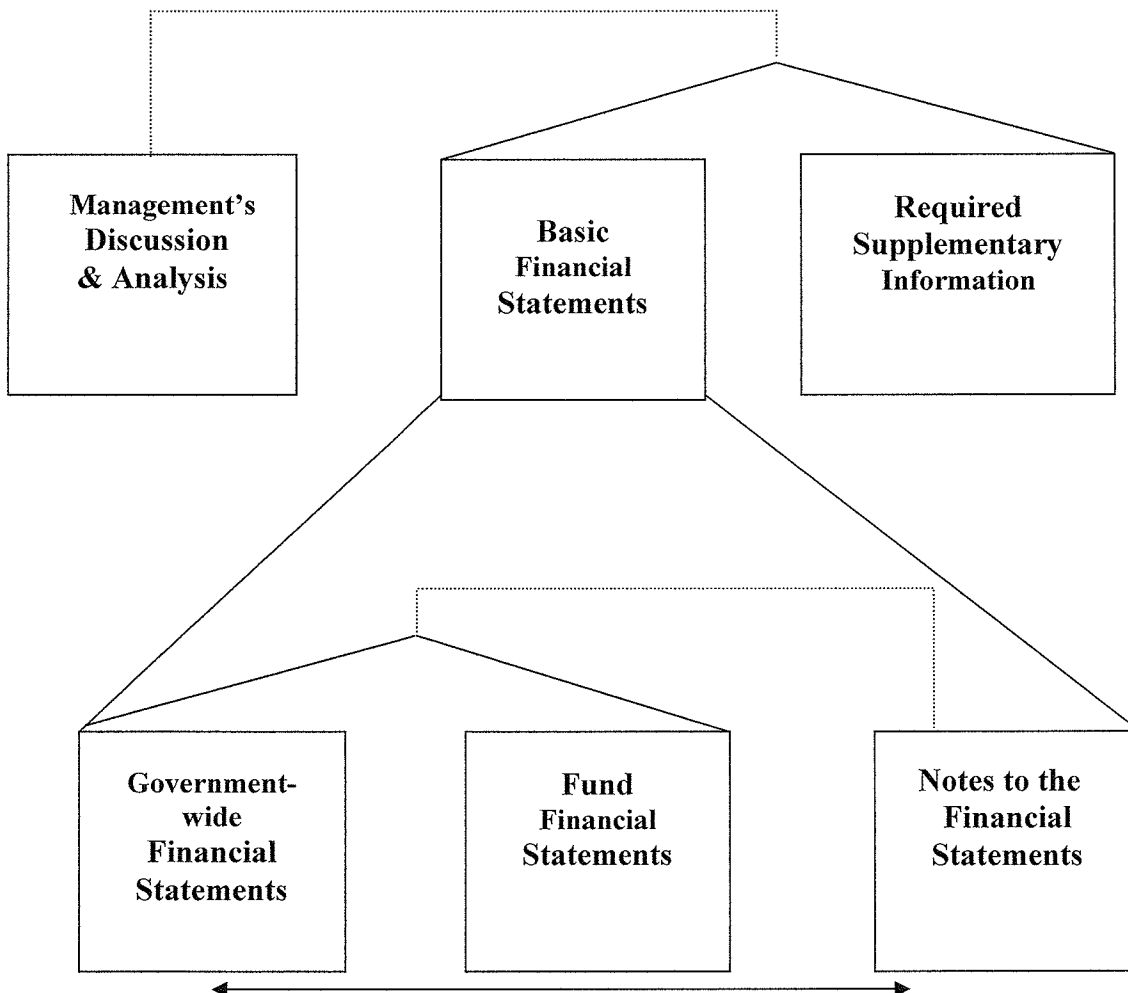 Management’s
Discussion
& Analysis
Basic
Financial
Statements
Required
Supplementary
Information
Government-
wide
Financial
Statements
Fund
Financial
Statements
Notes to the
Financial
Statements